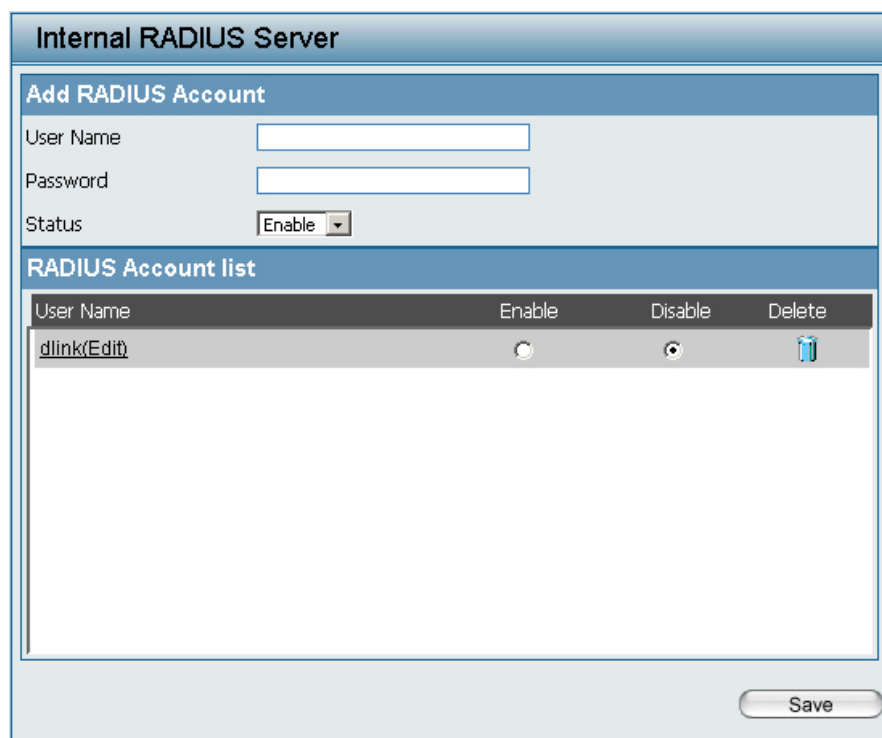 Internal RADIUS Server
Add RADIUS Account
User Name
Password
Status Enable
RADIUS Account list
User Name Enable Disable Delete
dlink(Edit)
Save